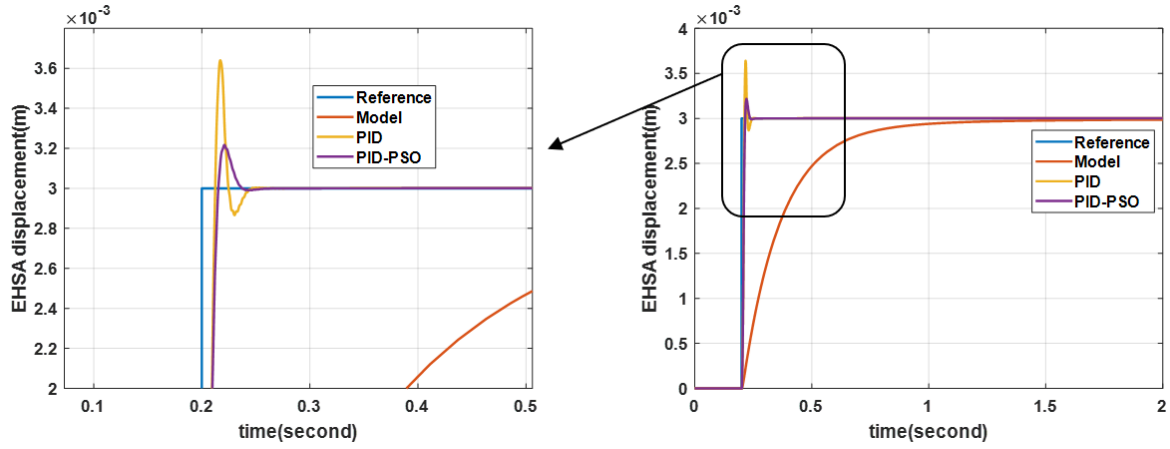 ×10⁻³
EHSA displacement(m)
3.6
3.4
3.2
3
2.8
2.6
2.4
2.2
2
0.1
0.2
0.3
0.4
0.5
time(second)
Reference
Model
PID
PID-PSO
×10⁻³
EHSA displacement(m)
4
3.5
3
2.5
2
1.5
1
0.5
0
0
0.5
1
1.5
2
time(second)
Reference
Model
PID
PID-PSO